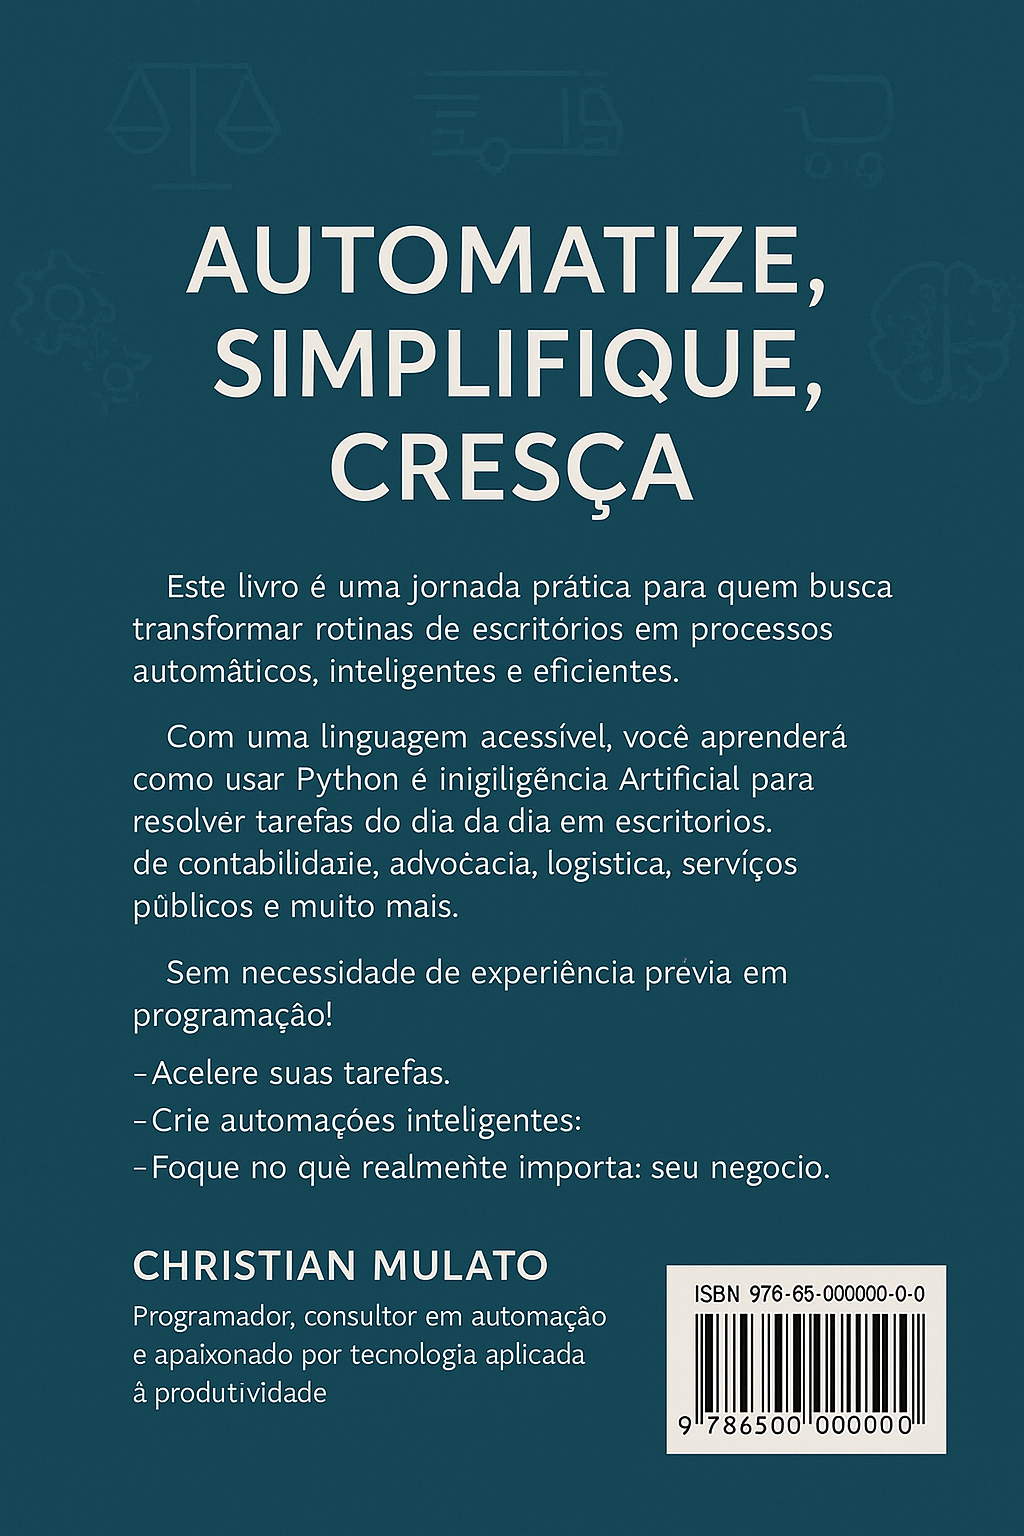 AUTOMATIZE,
SIMPLIFIQUE,
CRESÇA
Este livro é uma jornada prática para quem busca
transformar rotinas de escritórios em processos
automâticos, inteligentes e eficientes.
Com uma linguagem acessível, você aprenderá
como usar Python é inigiligẽncia Artificial para
resolvér tarefas do dia da dia em escritorios.
de contabilidaɪie, advoċacia, logistica, servíços
pũblicos e muito mais.
Sem necessidade de experiência prévia em
programaçâo!
–Acelere suas tarefas.
–Crie automaçóes inteligentes:
–Foque no què realmeǹte importa: seu negocio.
CHRISTIAN MULATO
Programador, consultor em automaçâo
e apaixonado por tecnologia aplicada
â produtividade
ISBN 976-65-000000-0-0
9 786500 000000